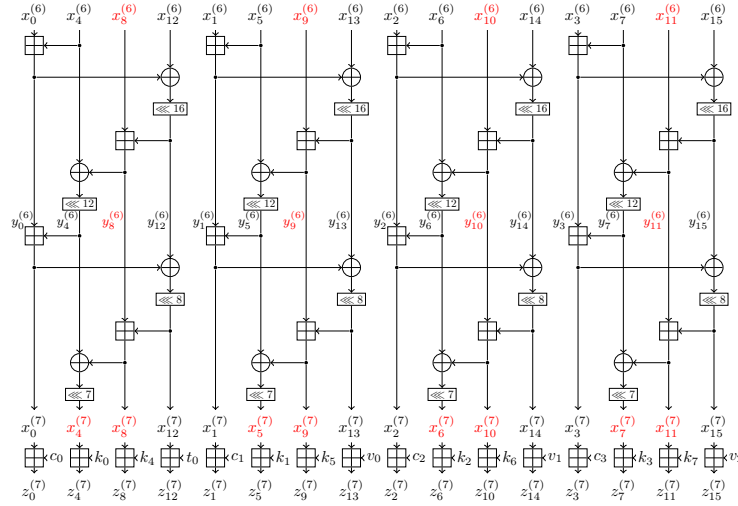 x_0^{(6)} x_4^{(6)} x_8^{(6)} x_{12}^{(6)} x_1^{(6)} x_5^{(6)} x_9^{(6)} x_{13}^{(6)} x_2^{(6)} x_6^{(6)} x_{10}^{(6)} x_{14}^{(6)} x_3^{(6)} x_7^{(6)} x_{11}^{(6)} x_{15}^{(6)}
⋘ 16 ⋘ 16 ⋘ 16 ⋘ 16
⋘ 12 ⋘ 12 ⋘ 12 ⋘ 12
y_0^{(6)} y_4^{(6)} y_8^{(6)} y_{12}^{(6)} y_1^{(6)} y_5^{(6)} y_9^{(6)} y_{13}^{(6)} y_2^{(6)} y_6^{(6)} y_{10}^{(6)} y_{14}^{(6)} y_3^{(6)} y_7^{(6)} y_{11}^{(6)} y_{15}^{(6)}
⋘ 8 ⋘ 8 ⋘ 8 ⋘ 8
⋘ 7 ⋘ 7 ⋘ 7 ⋘ 7
x_0^{(7)} x_4^{(7)} x_8^{(7)} x_{12}^{(7)} x_1^{(7)} x_5^{(7)} x_9^{(7)} x_{13}^{(7)} x_2^{(7)} x_6^{(7)} x_{10}^{(7)} x_{14}^{(7)} x_3^{(7)} x_7^{(7)} x_{11}^{(7)} x_{15}^{(7)}
c_0 k_0 k_4 t_0 c_1 k_1 k_5 v_0 c_2 k_2 k_6 v_1 c_3 k_3 k_7
z_0^{(7)} z_4^{(7)} z_8^{(7)} z_{12}^{(7)} z_1^{(7)} z_5^{(7)} z_9^{(7)} z_{13}^{(7)} z_2^{(7)} z_6^{(7)} z_{10}^{(7)} z_{14}^{(7)} z_3^{(7)} z_7^{(7)} z_{11}^{(7)} z_{15}^{(7)}